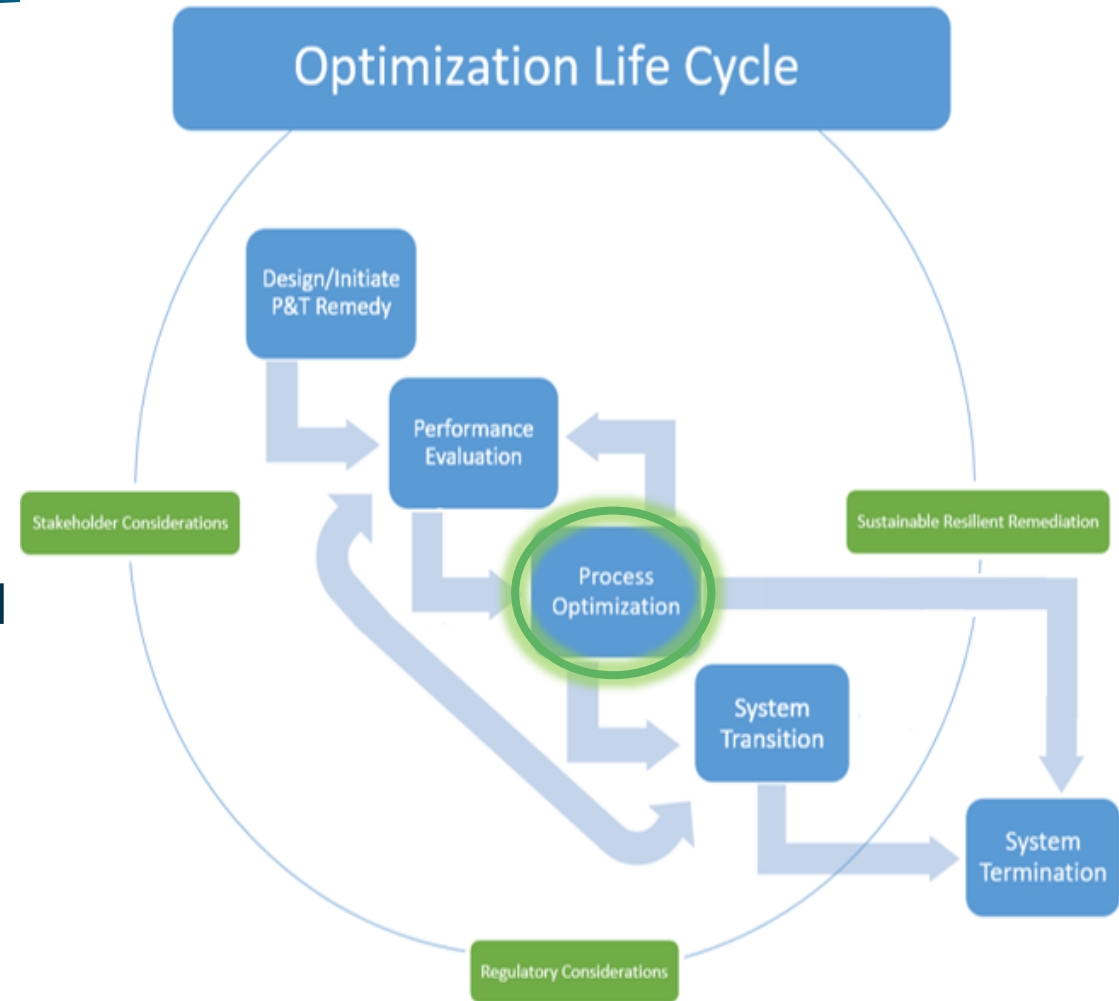 Optimization Life Cycle
Design/Initiate
P&T Remedy
Performance
Evaluation
Stakeholder Considerations
Sustainable Resilient Remediation
Process
Optimization
System
Transition
System
Termination
Regulatory Considerations